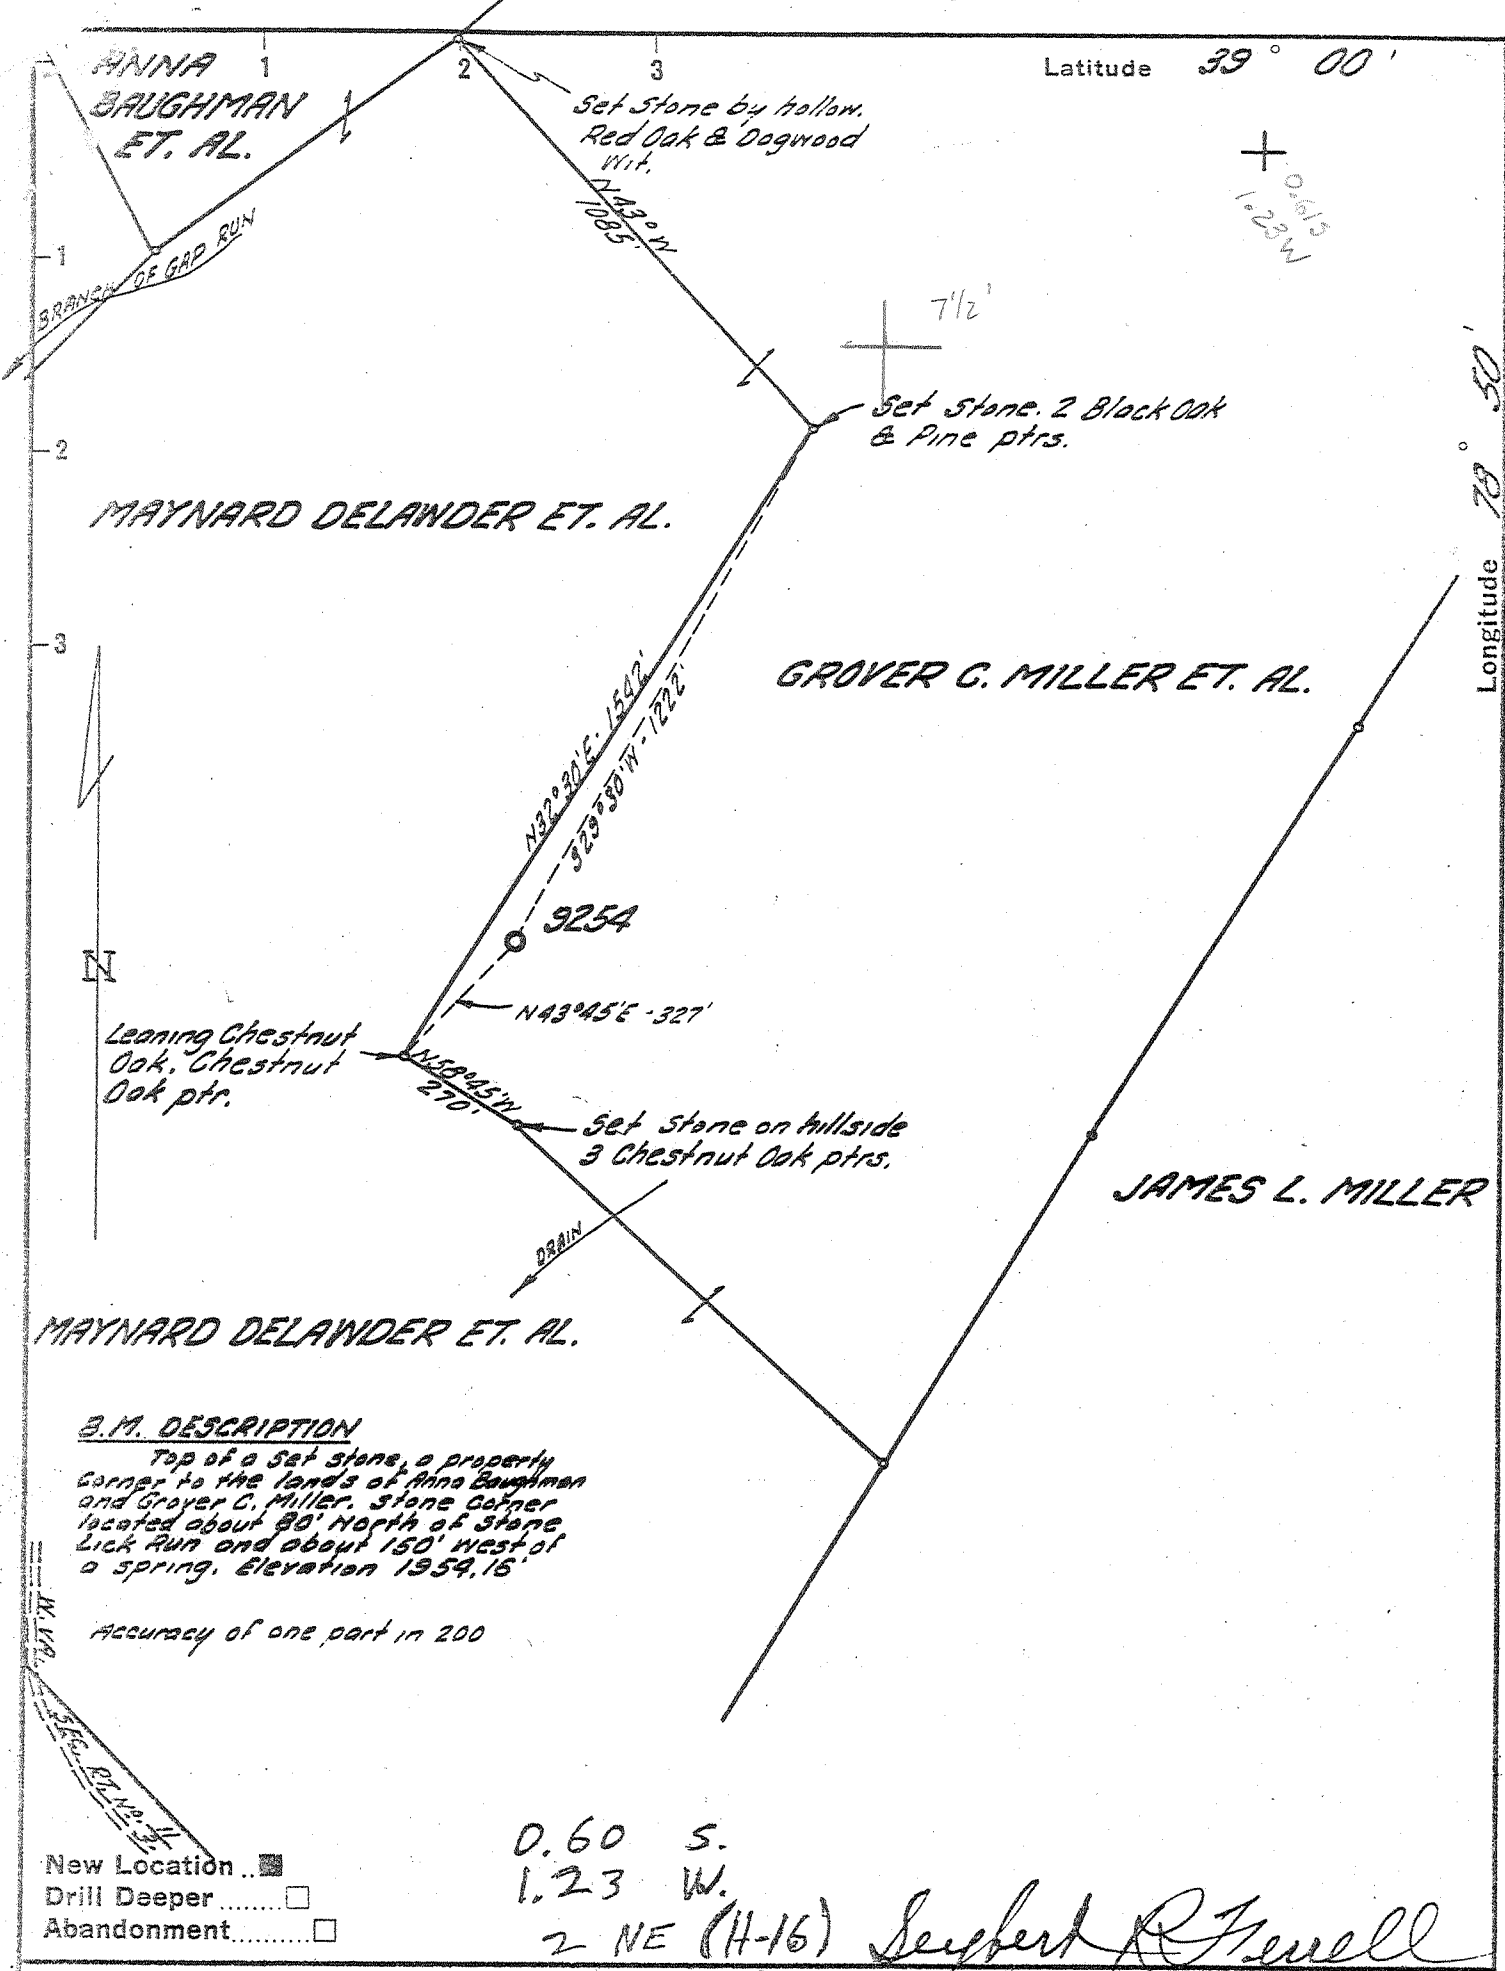 ANNA
BAUGHMAN
ET. AL.
1
2
3
Latitude 39° 00'
Set Stone by hollow.
Red Oak & Dogwood
Wit.
0.61S
1.23W
N43°W
1085'
BRANCH OF GAP RUN
1
7 1/2'
Longitude 78° 50'
Set Stone. 2 Black Oak
& Pine ptrs.
2
MAYNARD DELAWDER ET. AL.
3
GROVER C. MILLER ET. AL.
N32°30'E - 1542'
S29°30'W - 1222'
9254
N
N43°45'E - 327'
Leaning Chestnut
Oak. Chestnut
Oak ptr.
N58°45'W
270'
Set Stone on hillside
3 Chestnut Oak ptrs.
JAMES L. MILLER
DRAIN
MAYNARD DELAWDER ET. AL.
B.M. DESCRIPTION
Top of a set stone, a property
Corner to the lands of Anna Baughman
and Grover C. Miller. Stone Corner
located about 80' North of Stone
Lick Run and about 150' West of
a spring. Elevation 1954.16'
Accuracy of one part in 200
W. VA.
SEC. RT. NO. 3
New Location
Drill Deeper
Abandonment
0.60 S.
1.23 W.
2 NE (H-16) Seybert R Ferrell